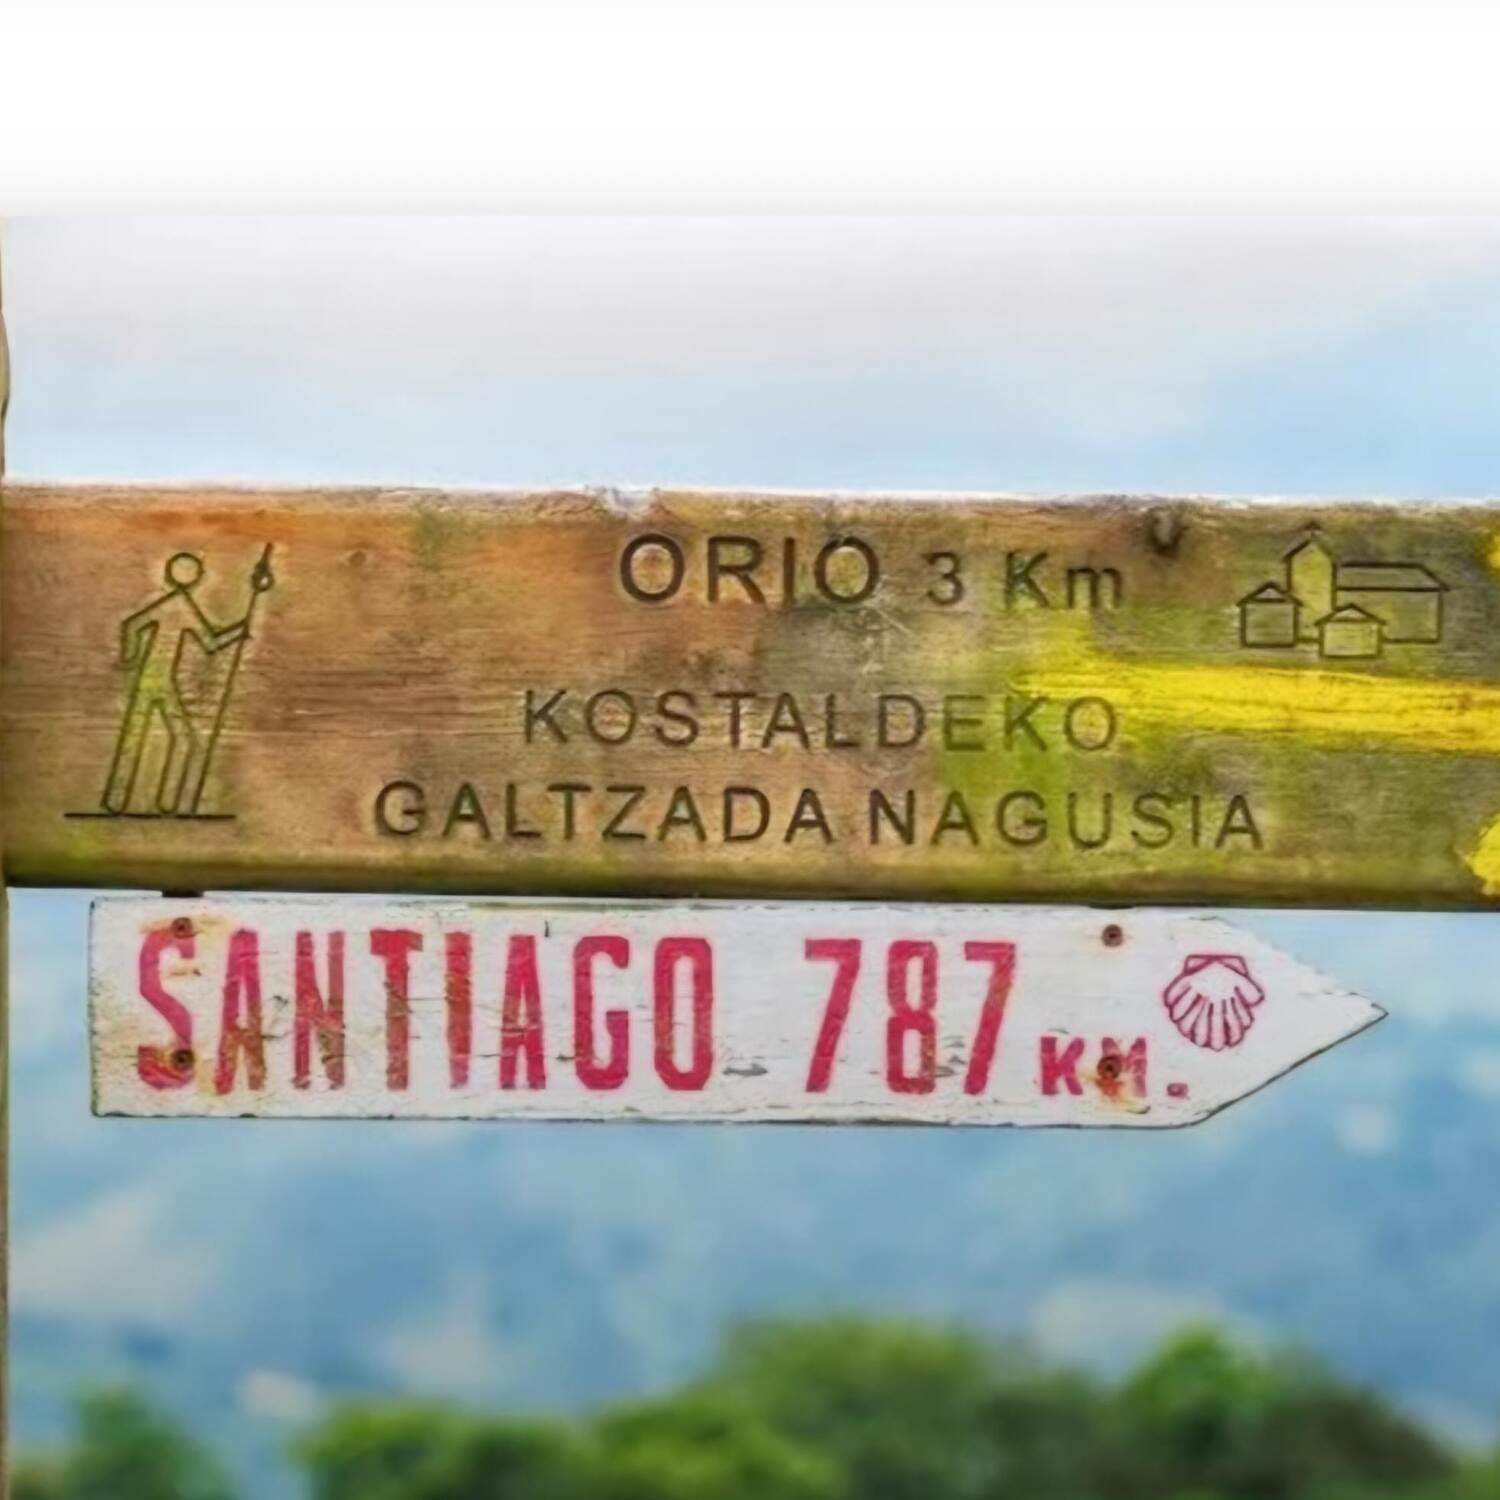 ORIO 3 Km
KOSTALDEKO
GALTZADA NAGUSIA
SANTIAGO 787 KM.